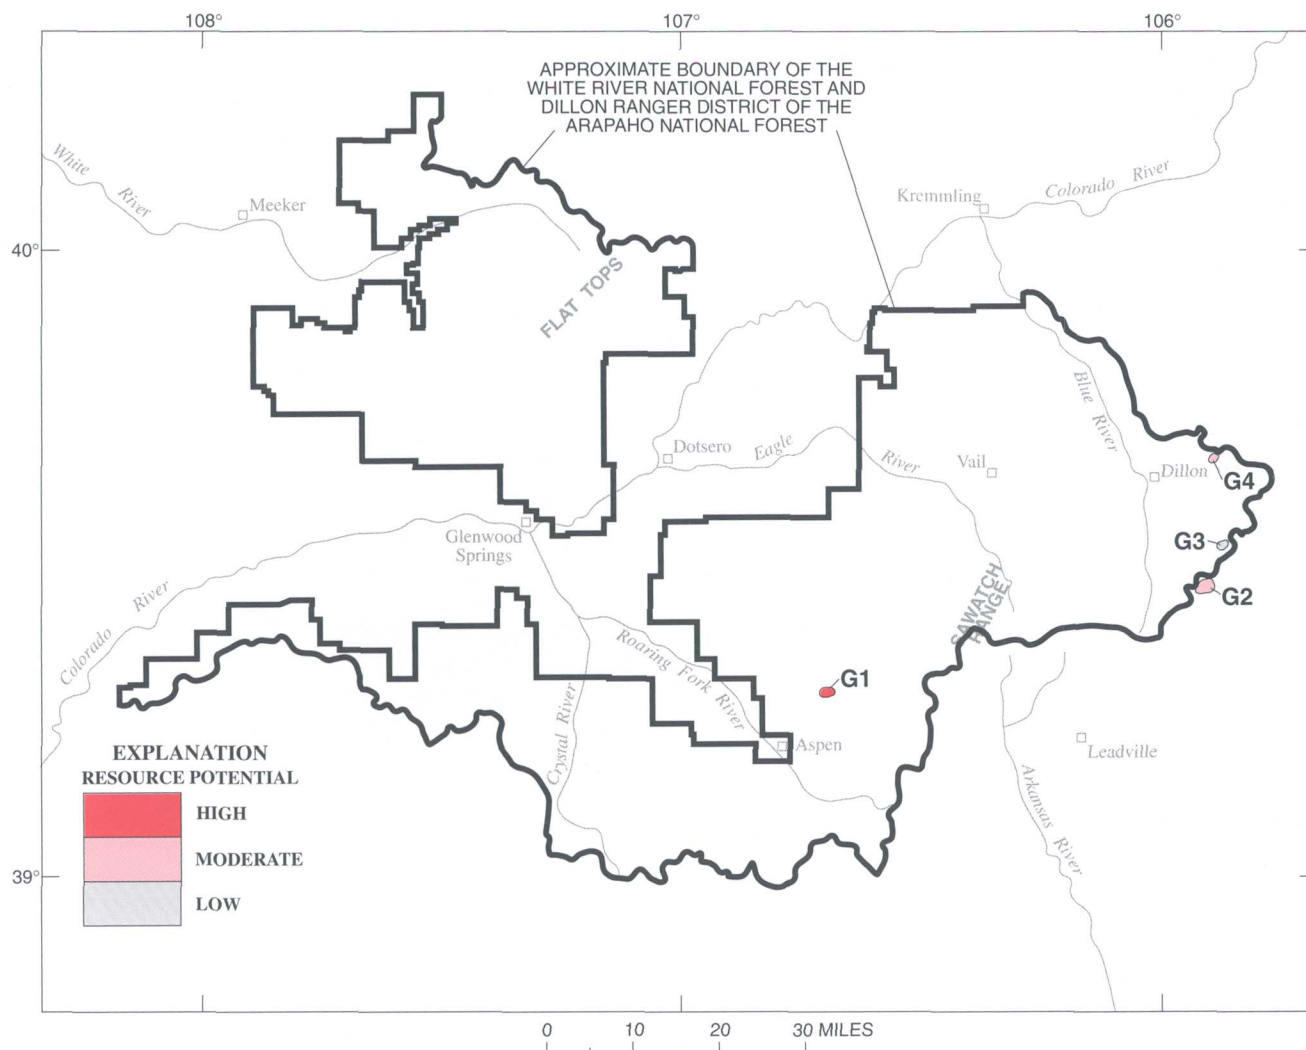 108°
107°
106°
APPROXIMATE BOUNDARY OF THE
WHITE RIVER NATIONAL FOREST AND
DILLON RANGER DISTRICT OF THE
ARAPAHO NATIONAL FOREST
White
River
Meeker
Kremmling
Colorado River
40°
FLAT TOPS
Blue River
Dotsero
Eagle
River
Vail
Dillon
G4
Glenwood
Springs
G3
SAWATCH
RANGE
G2
Colorado River
Roaring Fork River
G1
Crystal River
Aspen
Leadville
Arkansas River
EXPLANATION
RESOURCE POTENTIAL
HIGH
MODERATE
39°
LOW
0 10 20 30 MILES